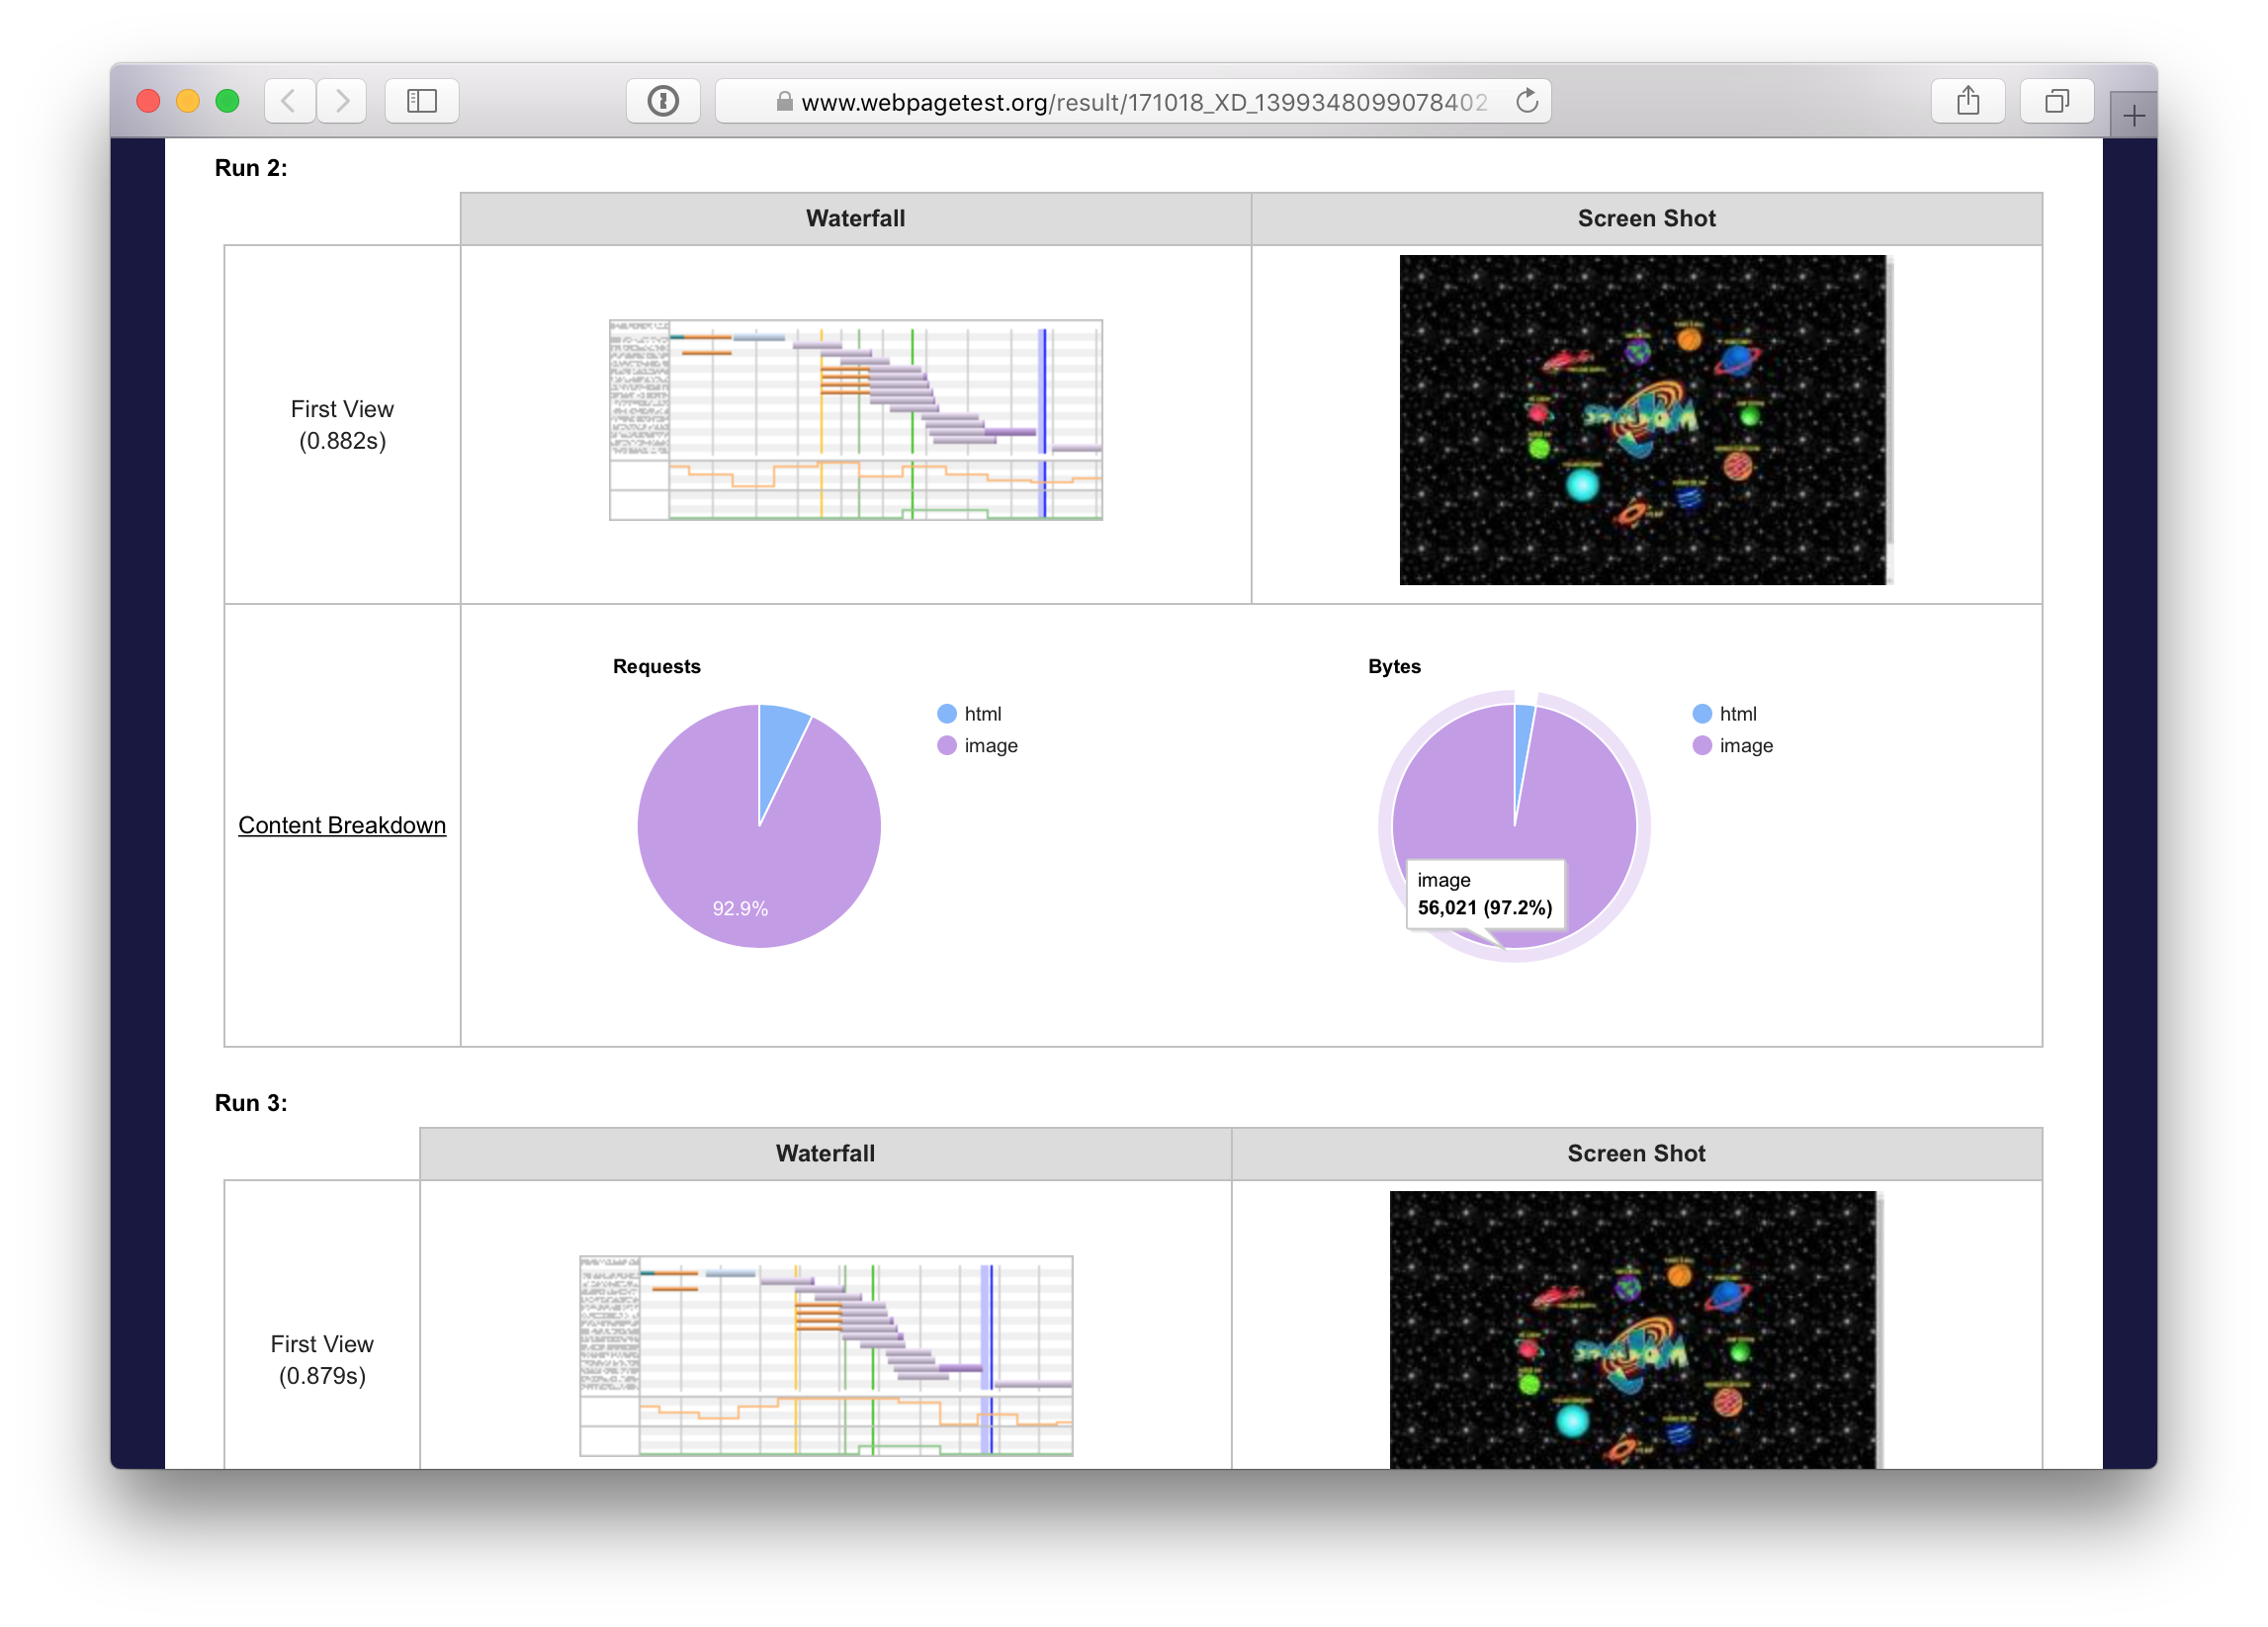 www.webpagetest.org/result/171018_XD_1399348099078402
Run 2:
Waterfall
Screen Shot
First View
(0.882s)
Content Breakdown
Requests
html
image
92.9%
Bytes
html
image
image
56,021 (97.2%)
Run 3:
Waterfall
Screen Shot
First View
(0.879s)